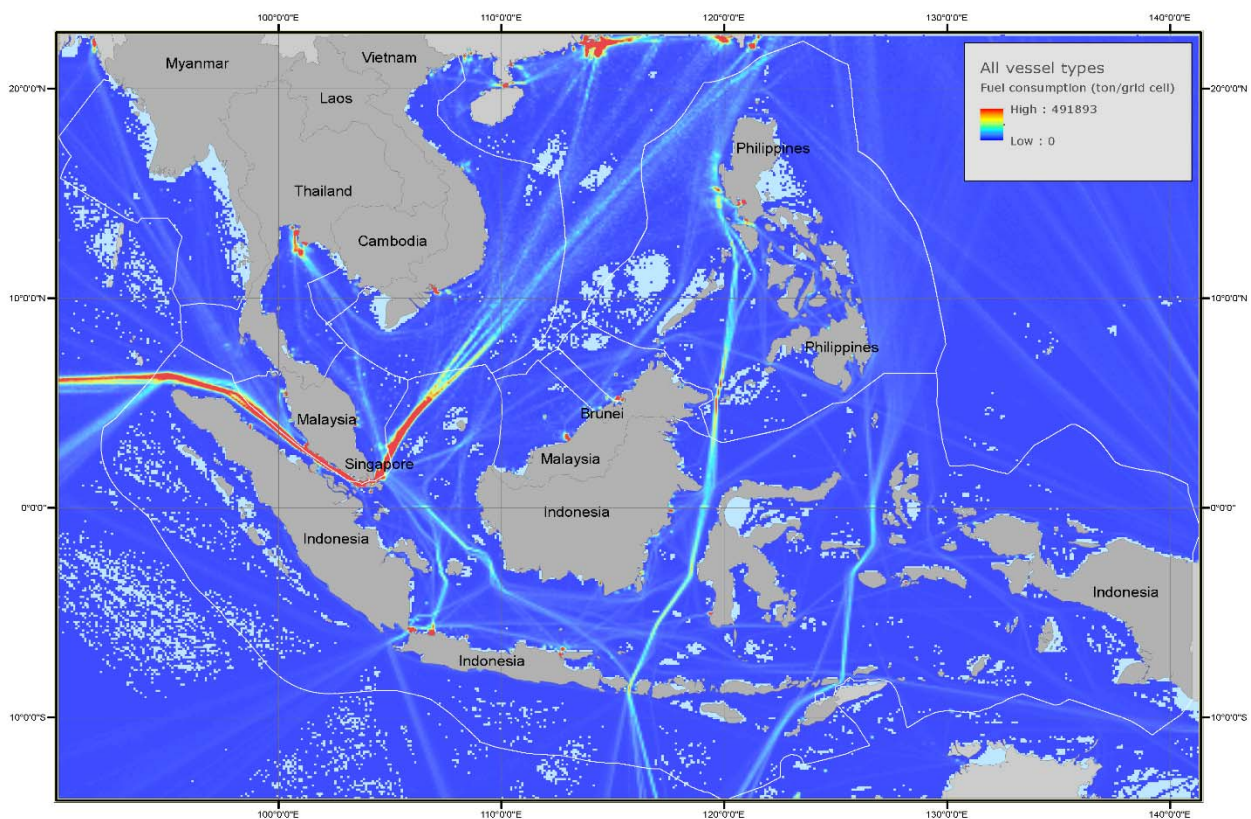 100°0'0"E 110°0'0"E 120°0'0"E 130°0'0"E 140°0'0"E
All vessel types
Fuel consumption (ton/grid cell)
High : 491893
Low : 0
Vietnam
Myanmar
20°0'0"N 20°0'0"N
Laos
Philippines
Thailand
Cambodia
10°0'0"N 10°0'0"N
Philippines
Brunei
Malaysia
Malaysia
Singapore
0°0'0" 0°0'0"
Indonesia
Indonesia
Indonesia
Indonesia
10°0'0"S 10°0'0"S
100°0'0"E 110°0'0"E 120°0'0"E 130°0'0"E 140°0'0"E